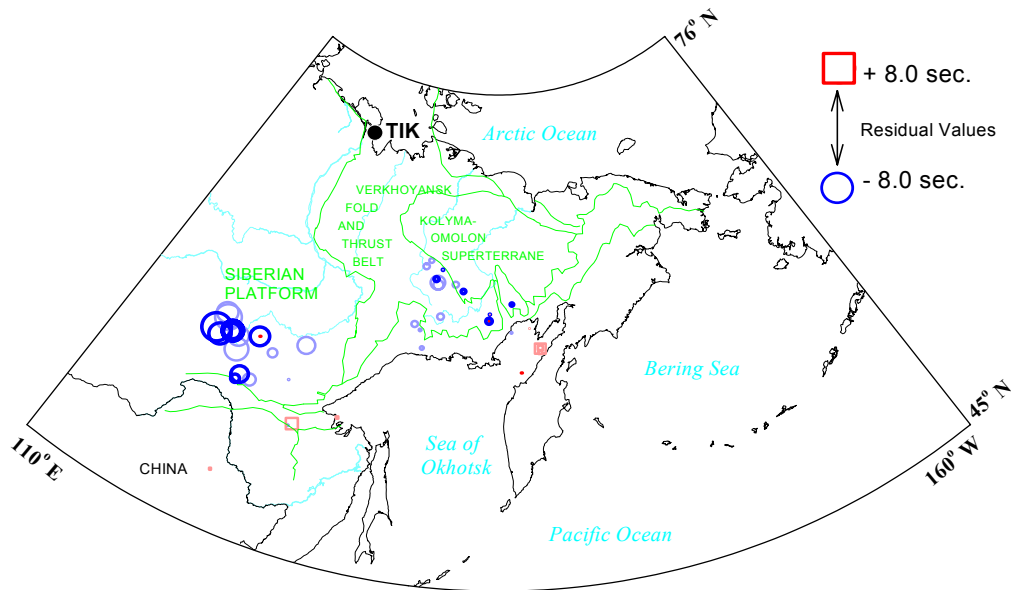 76° N
+ 8.0 sec.
TIK
Arctic Ocean
Residual Values
- 8.0 sec.
VERKHOYANSK
FOLD
AND
THRUST
BELT
KOLYMA-
OMOLON
SUPERTERRANE
SIBERIAN
PLATFORM
Bering Sea
45° N
110° E
160° W
CHINA
Sea of
Okhotsk
Pacific Ocean